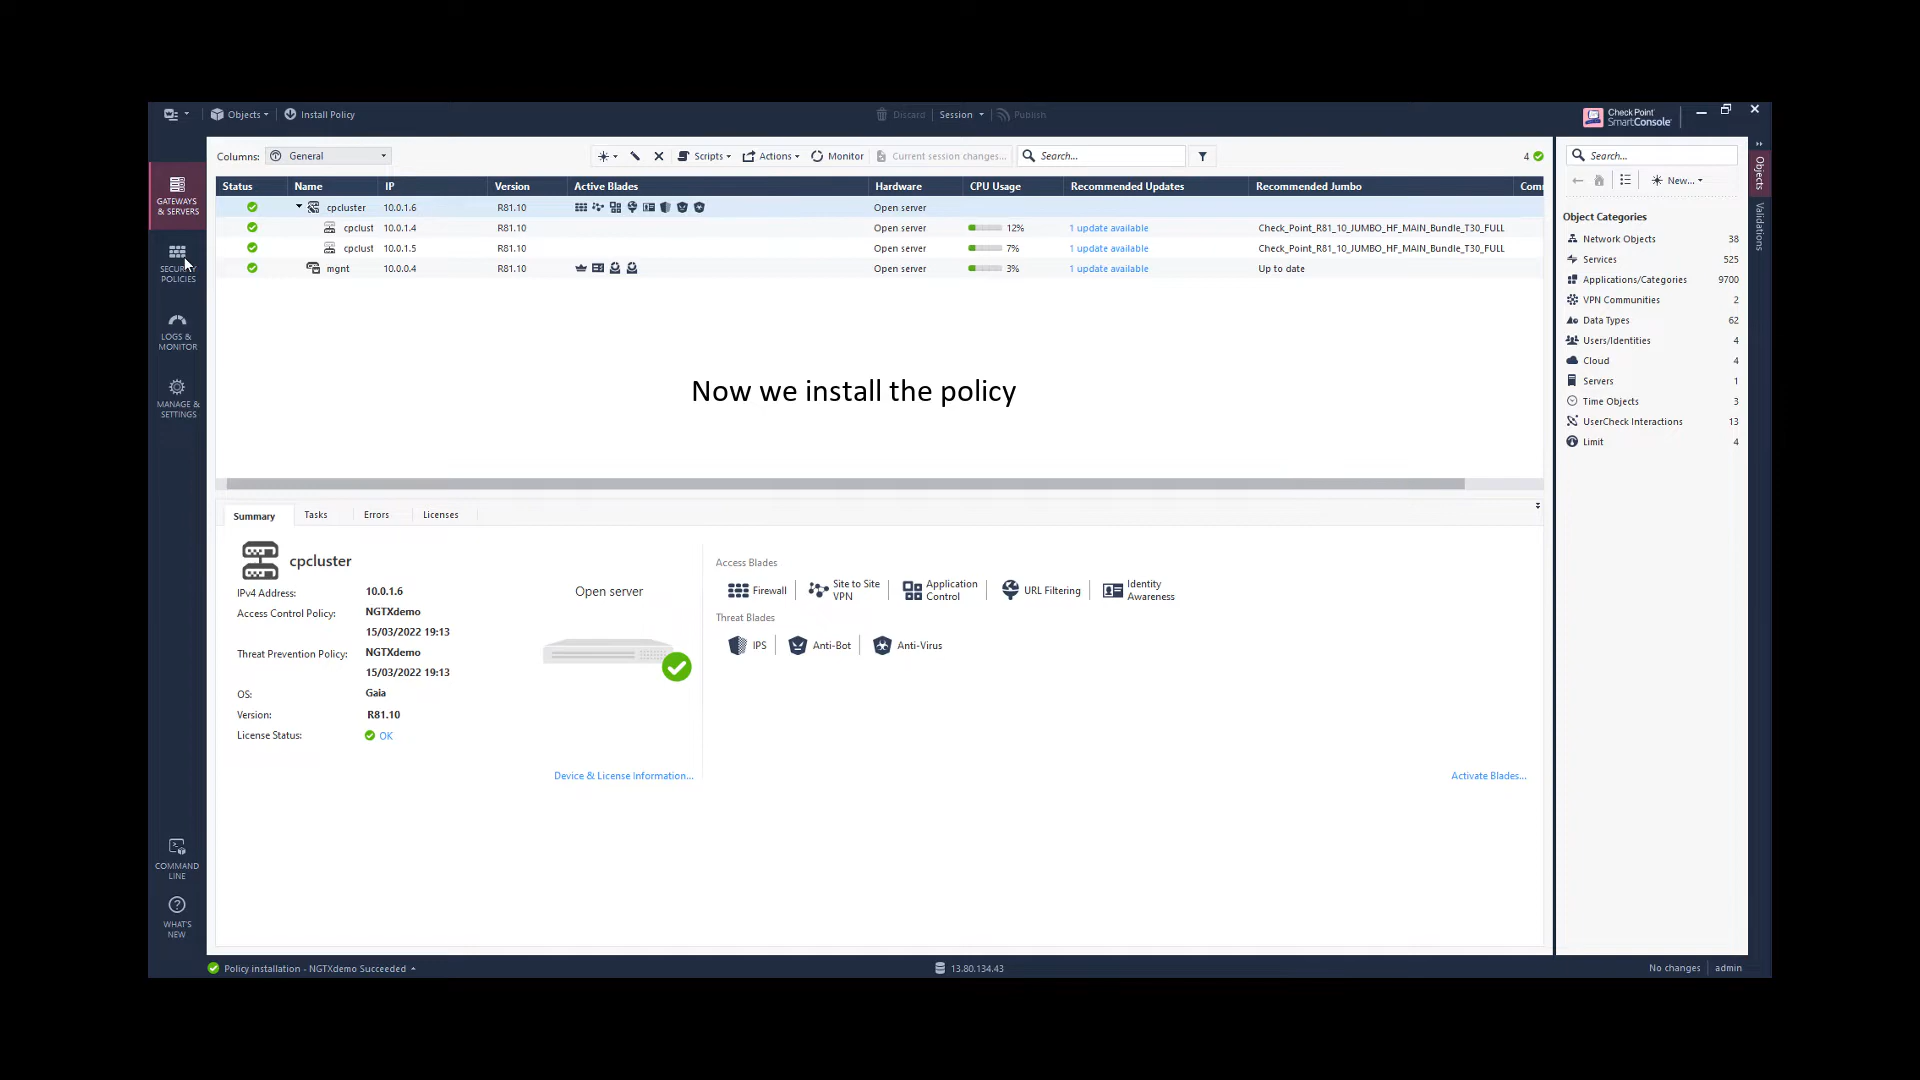 Objects
Install Policy
Discard
Session
Publish
Check Point
SmartConsole
Columns:
General
Scripts
Actions
Monitor
Current session changes...
Search...
4
Status
Name
IP
Version
Active Blades
Hardware
CPU Usage
Recommended Updates
Recommended Jumbo
Com
cpcluster
10.0.1.6
R81.10
Open server
cpclust
10.0.1.4
R81.10
Open server
12%
1 update available
Check_Point_R81_10_JUMBO_HF_MAIN_Bundle_T30_FULL
cpclust
10.0.1.5
R81.10
Open server
7%
1 update available
Check_Point_R81_10_JUMBO_HF_MAIN_Bundle_T30_FULL
mgnt
10.0.0.4
R81.10
Open server
3%
1 update available
Up to date
Now we install the policy
GATEWAYS
& SERVERS
SECURITY
POLICIES
LOGS &
MONITOR
MANAGE &
SETTINGS
COMMAND
LINE
WHAT'S
NEW
Summary
Tasks
Errors
Licenses
cpcluster
IPv4 Address:
10.0.1.6
Access Control Policy:
NGTXdemo
15/03/2022 19:13
Threat Prevention Policy:
NGTXdemo
15/03/2022 19:13
OS:
Gaia
Version:
R81.10
License Status:
OK
Open server
Device & License Information...
Access Blades
Firewall
Site to Site
VPN
Application
Control
URL Filtering
Identity
Awareness
Threat Blades
IPS
Anti-Bot
Anti-Virus
Activate Blades...
Search...
New...
Object Categories
Network Objects
38
Services
525
Applications/Categories
9700
VPN Communities
2
Data Types
62
Users/Identities
4
Cloud
4
Servers
1
Time Objects
3
UserCheck Interactions
13
Limit
4
Objects
Validations
Policy installation - NGTXdemo Succeeded
13.80.134.43
No changes
admin